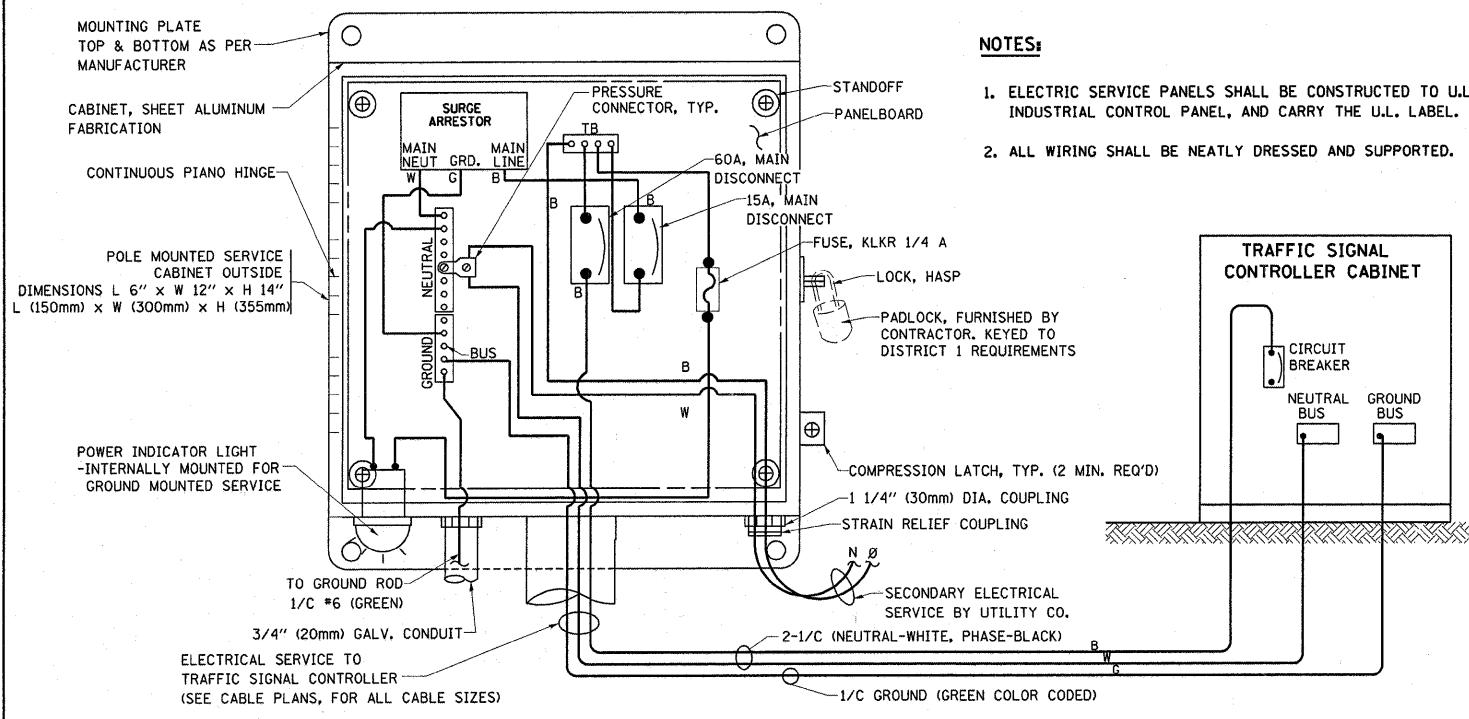 MOUNTING PLATE
TOP & BOTTOM AS PER
MANUFACTURER
CABINET, SHEET ALUMINUM
FABRICATION
CONTINUOUS PIANO HINGE
POLE MOUNTED SERVICE
CABINET OUTSIDE
DIMENSIONS L 6" x W 12" x H 14"
L (150mm) x W (300mm) x H (355mm)
POWER INDICATOR LIGHT
-INTERNALLY MOUNTED FOR
GROUND MOUNTED SERVICE
TO GROUND ROD
1/C #6 (GREEN)
3/4" (20mm) GALV. CONDUIT
ELECTRICAL SERVICE TO
TRAFFIC SIGNAL CONTROLLER
(SEE CABLE PLANS, FOR ALL CABLE SIZES)
SURGE
ARRESTOR
MAIN
NEUT
GRD.
MAIN
LINE
W
G
B
PRESSURE
CONNECTOR, TYP.
TB
60A, MAIN
DISCONNECT
15A, MAIN
DISCONNECT
B
B
B
NEUTRAL
GROUND
BUS
B
W
STANDOFF
PANELBOARD
FUSE, KLKR 1/4 A
LOCK, HASP
PADLOCK, FURNISHED BY
CONTRACTOR. KEYED TO
DISTRICT 1 REQUIREMENTS
COMPRESSION LATCH, TYP. (2 MIN. REQ'D)
1 1/4" (30mm) DIA. COUPLING
STRAIN RELIEF COUPLING
N Ø
SECONDARY ELECTRICAL
SERVICE BY UTILITY CO.
2-1/C (NEUTRAL-WHITE, PHASE-BLACK)
B
W
G
1/C GROUND (GREEN COLOR CODED)
NOTES:
1. ELECTRIC SERVICE PANELS SHALL BE CONSTRUCTED TO U.L
INDUSTRIAL CONTROL PANEL, AND CARRY THE U.L. LABEL.
2. ALL WIRING SHALL BE NEATLY DRESSED AND SUPPORTED.
TRAFFIC SIGNAL
CONTROLLER CABINET
CIRCUIT
BREAKER
NEUTRAL
BUS
GROUND
BUS